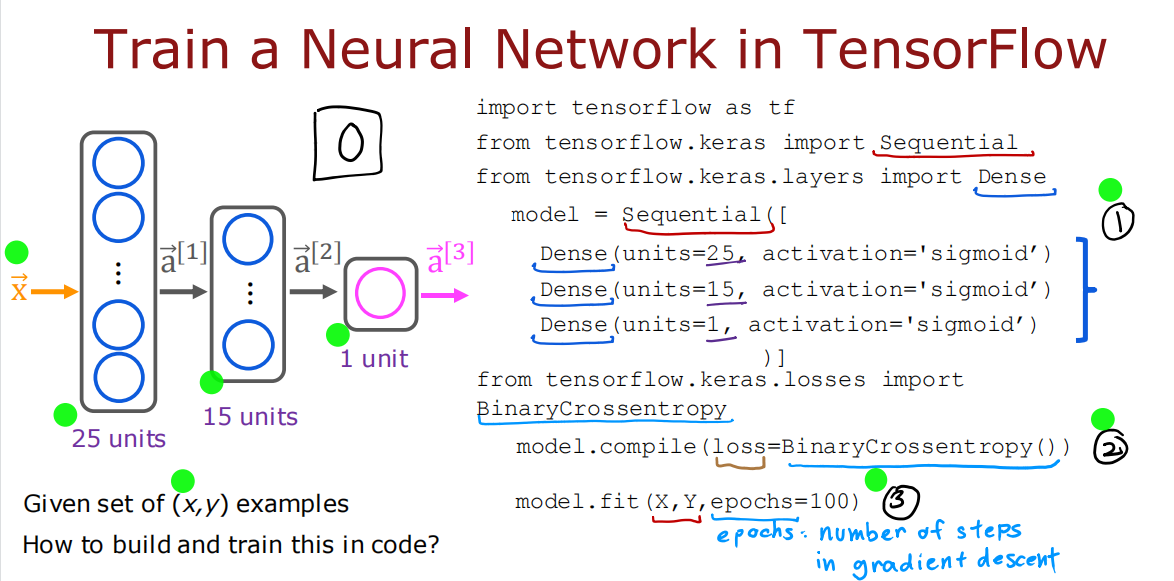 Train a Neural Network in TensorFlow
0
x⃗
a⃗[1]
a⃗[2]
a⃗[3]
⋮
⋮
25 units
15 units
1 unit
Given set of (x,y) examples
How to build and train this in code?
import tensorflow as tf
from tensorflow.keras import Sequential
from tensorflow.keras.layers import Dense
model = Sequential([
Dense(units=25, activation='sigmoid’)
Dense(units=15, activation='sigmoid’)
Dense(units=1, activation='sigmoid’)
)]
1
from tensorflow.keras.losses import
BinaryCrossentropy
model.compile(loss=BinaryCrossentropy())
2
model.fit(X,Y,epochs=100)
3
epochs: number of steps
in gradient descent